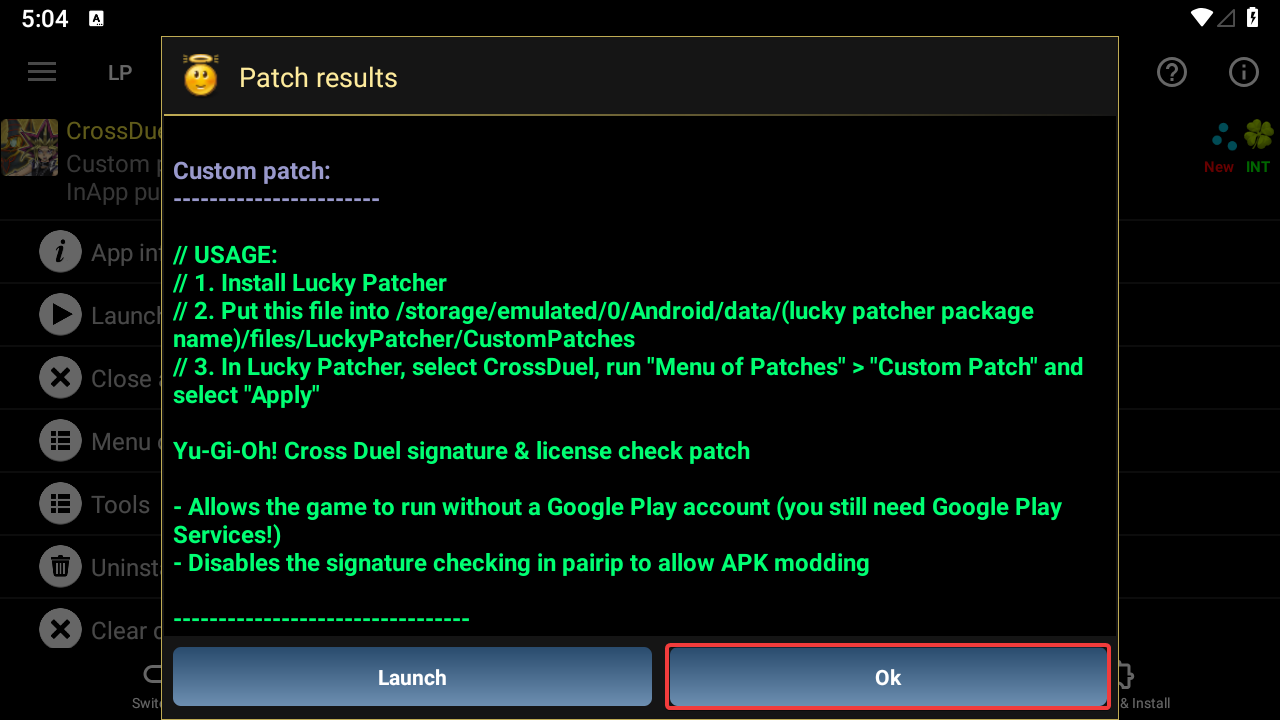 5:04
A
LP
Patch results
CrossDue
Custom p
InApp pu
New
INT
Custom patch:
-----------------------
// USAGE:
// 1. Install Lucky Patcher
// 2. Put this file into /storage/emulated/0/Android/data/(lucky patcher package
name)/files/LuckyPatcher/CustomPatches
// 3. In Lucky Patcher, select CrossDuel, run "Menu of Patches" > "Custom Patch" and
select "Apply"
Yu-Gi-Oh! Cross Duel signature & license check patch
- Allows the game to run without a Google Play account (you still need Google Play
Services!)
- Disables the signature checking in pairip to allow APK modding
---------------------------------
App in
Launch
Close a
Menu o
Tools
Uninsta
Clear d
Launch
Ok
Switc
& Install